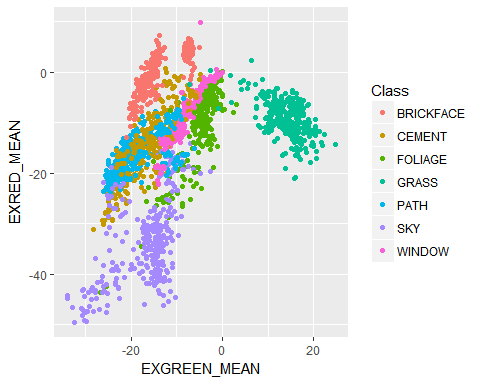 0
-20
-40
EXRED_MEAN
-20
0
20
EXGREEN_MEAN
Class
BRICKFACE
CEMENT
FOLIAGE
GRASS
PATH
SKY
WINDOW